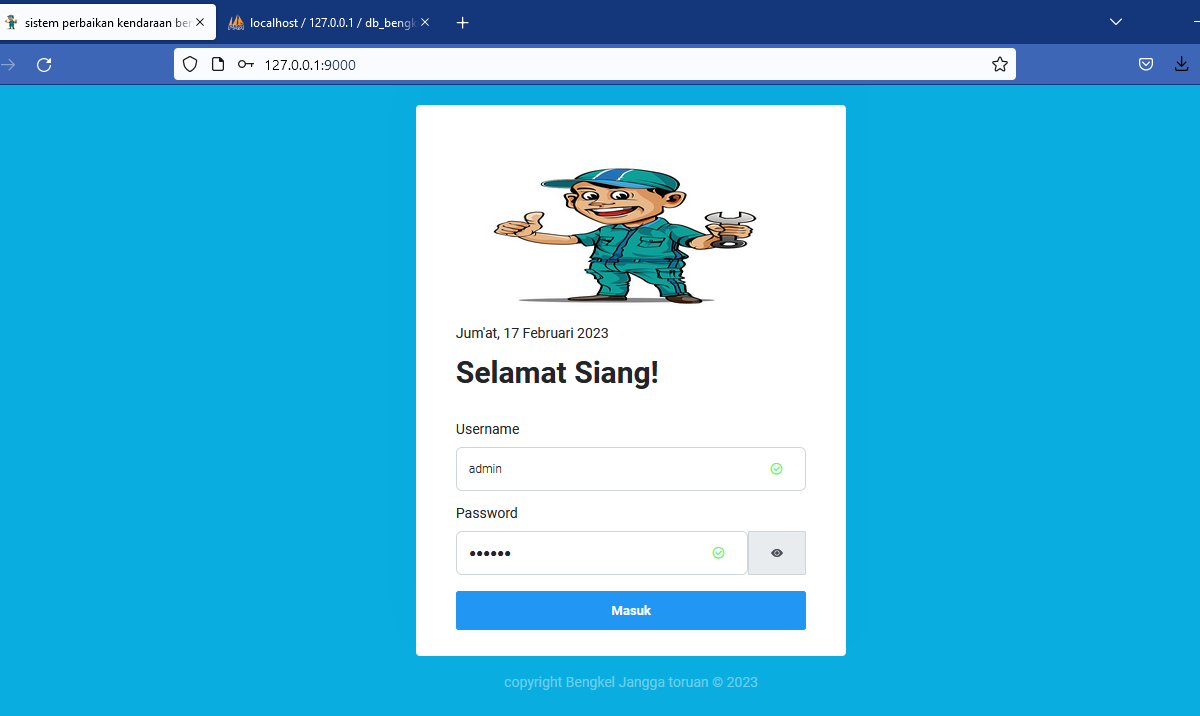 sistem perbaikan kendaraan ber
localhost / 127.0.0.1 / db_bengk
127.0.0.1:9000
Jum'at, 17 Februari 2023
Selamat Siang!
Username
admin
Password
Masuk
copyright Bengkel Jangga toruan © 2023